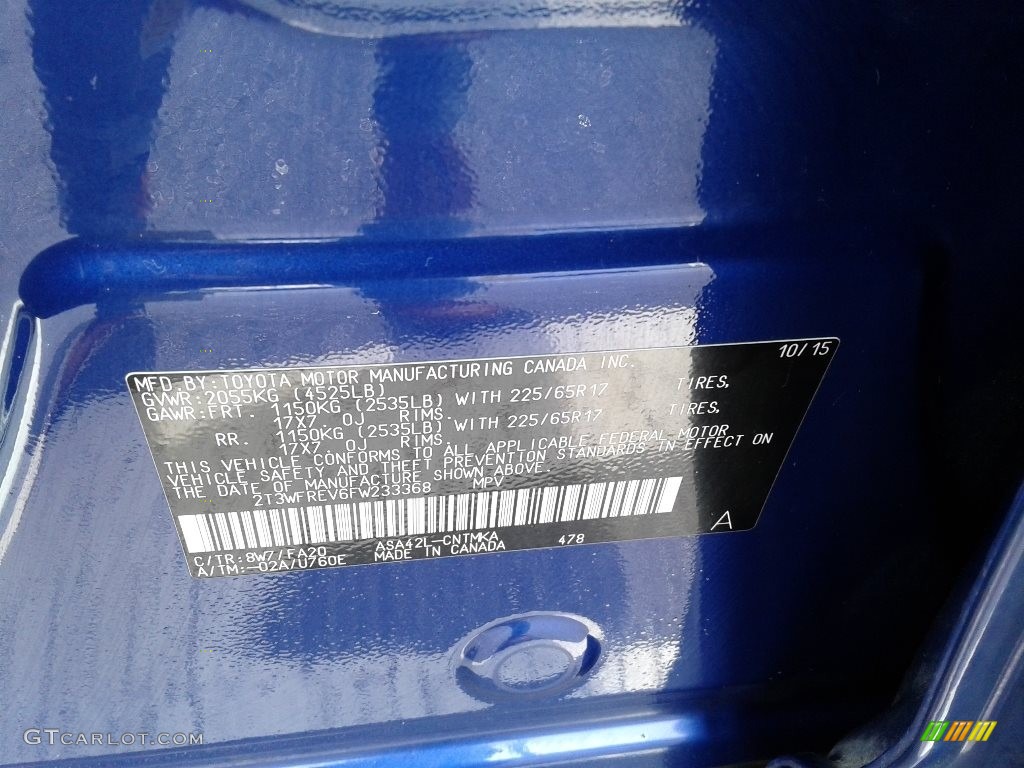 10/15
MFD.BY:TOYOTA MOTOR MANUFACTURING CANADA INC.
GVWR:2055KG (4525LB)
GAWR:FRT. 1150KG (2535LB) WITH 225/65R17 TIRES,
17X7 0J RIMS.
RR. 1150KG (2535LB) WITH 225/65R17 TIRES,
17X7 0J RIMS.
THIS VEHICLE CONFORMS TO ALL APPLICABLE FEDERAL MOTOR
VEHICLE SAFETY AND THEFT PREVENTION STANDARDS IN EFFECT ON
THE DATE OF MANUFACTURE SHOWN ABOVE.
2T3WFREV6FW233368 MPV
A
C/TR:8W7/FA20 ASA42L-CNTMKA 478
A/TM:-02A/U760E MADE IN CANADA
GTCARLOT.COM